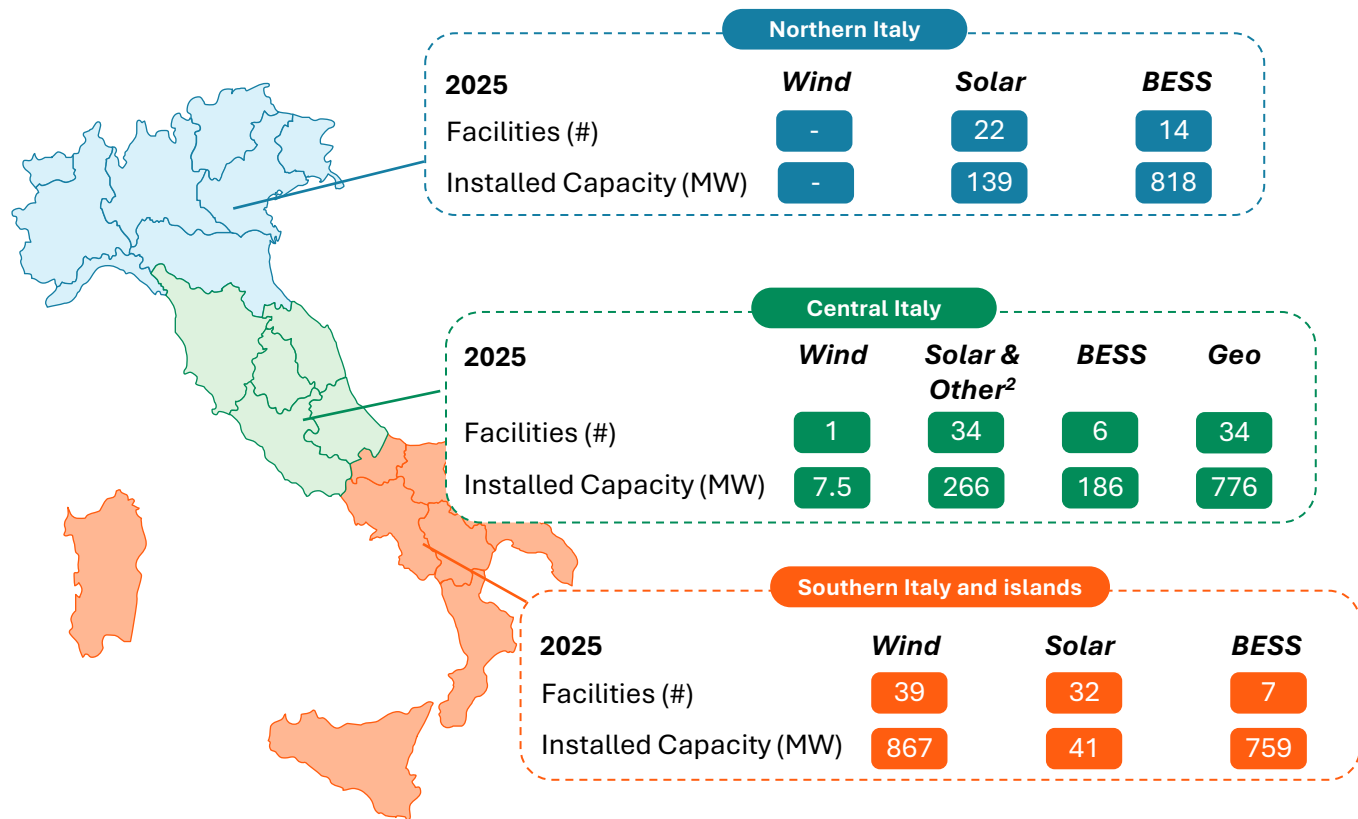 Northern Italy
2025 Wind Solar BESS
Facilities (#) - 22 14
Installed Capacity (MW) - 139 818
Central Italy
2025 Wind Solar & BESS Geo
Other²
Facilities (#) 1 34 6 34
Installed Capacity (MW) 7.5 266 186 776
Southern Italy and islands
2025 Wind Solar BESS
Facilities (#) 39 32 7
Installed Capacity (MW) 867 41 759